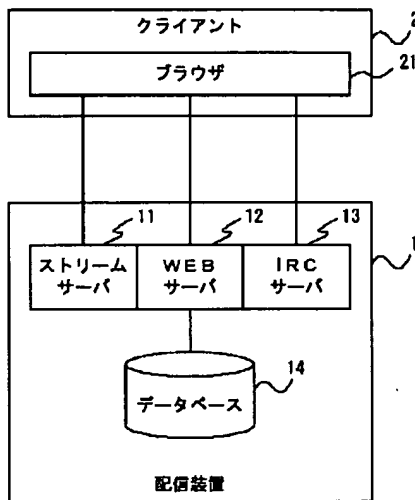 クライアント
2
ブラウザ
21
11
12
13
ストリーム
サーバ
WEB
サーバ
IRC
サーバ
1
データベース
14
配信装置